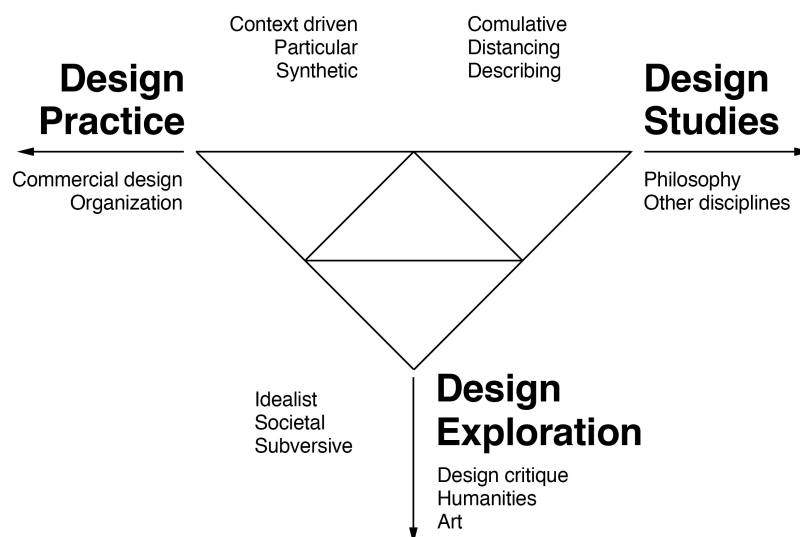 Context driven
Particular
Synthetic
Comulative
Distancing
Describing
Design
Practice
Design
Studies
Commercial design
Organization
Philosophy
Other disciplines
Idealist
Societal
Subversive
Design
Exploration
Design critique
Humanities
Art